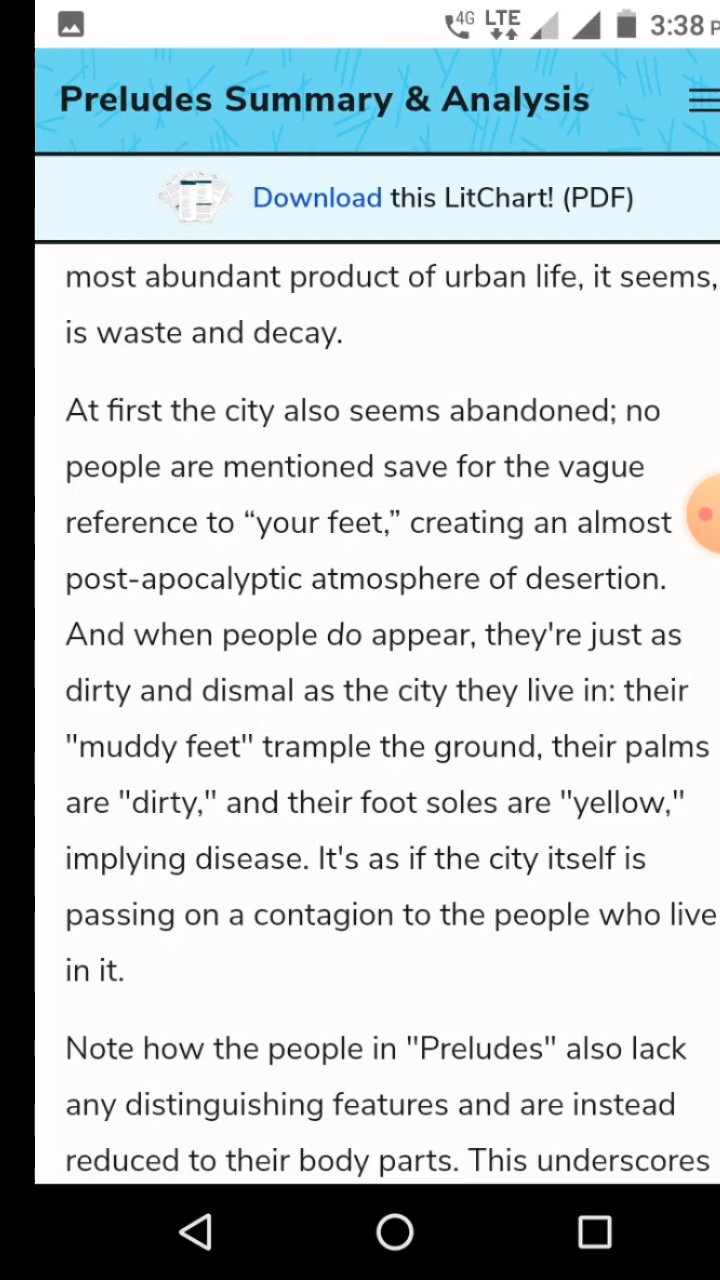 4G LTE 3:38 P
Preludes Summary & Analysis
Download this LitChart! (PDF)
most abundant product of urban life, it seems,
is waste and decay.
At first the city also seems abandoned; no
people are mentioned save for the vague
reference to “your feet,” creating an almost
post-apocalyptic atmosphere of desertion.
And when people do appear, they're just as
dirty and dismal as the city they live in: their
"muddy feet" trample the ground, their palms
are "dirty," and their foot soles are "yellow,"
implying disease. It's as if the city itself is
passing on a contagion to the people who live
in it.
Note how the people in "Preludes" also lack
any distinguishing features and are instead
reduced to their body parts. This underscores